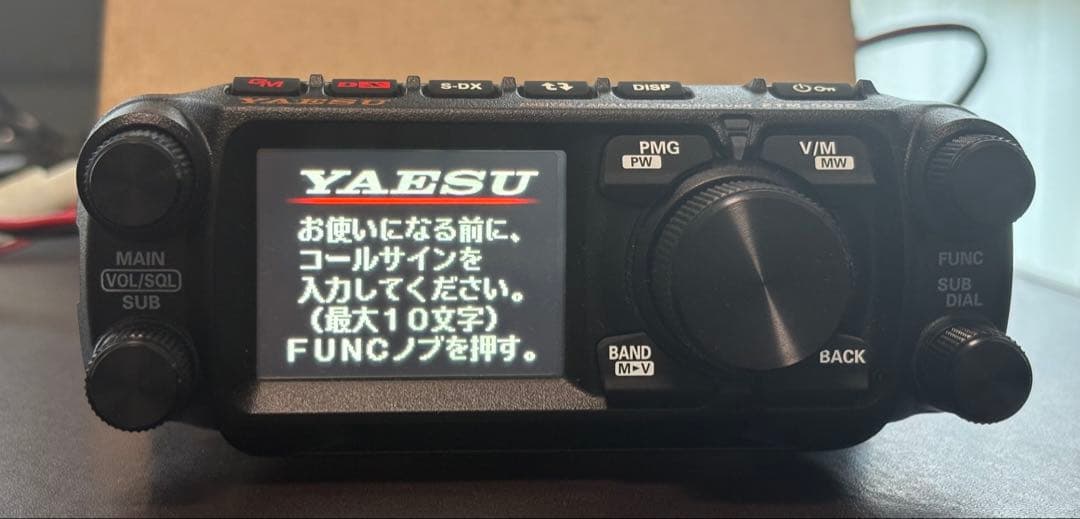 GM
S-DX
DISP
YAESU
PMG
PW
V/M
MW
YAESU
お使いになる前に、
コールサインを
入力してください。
（最大１０文字）
ＦＵＮＣノブを押す。
MAIN
VOL/SQL
SUB
FUNC
SUB
DIAL
BAND
M▶V
BACK